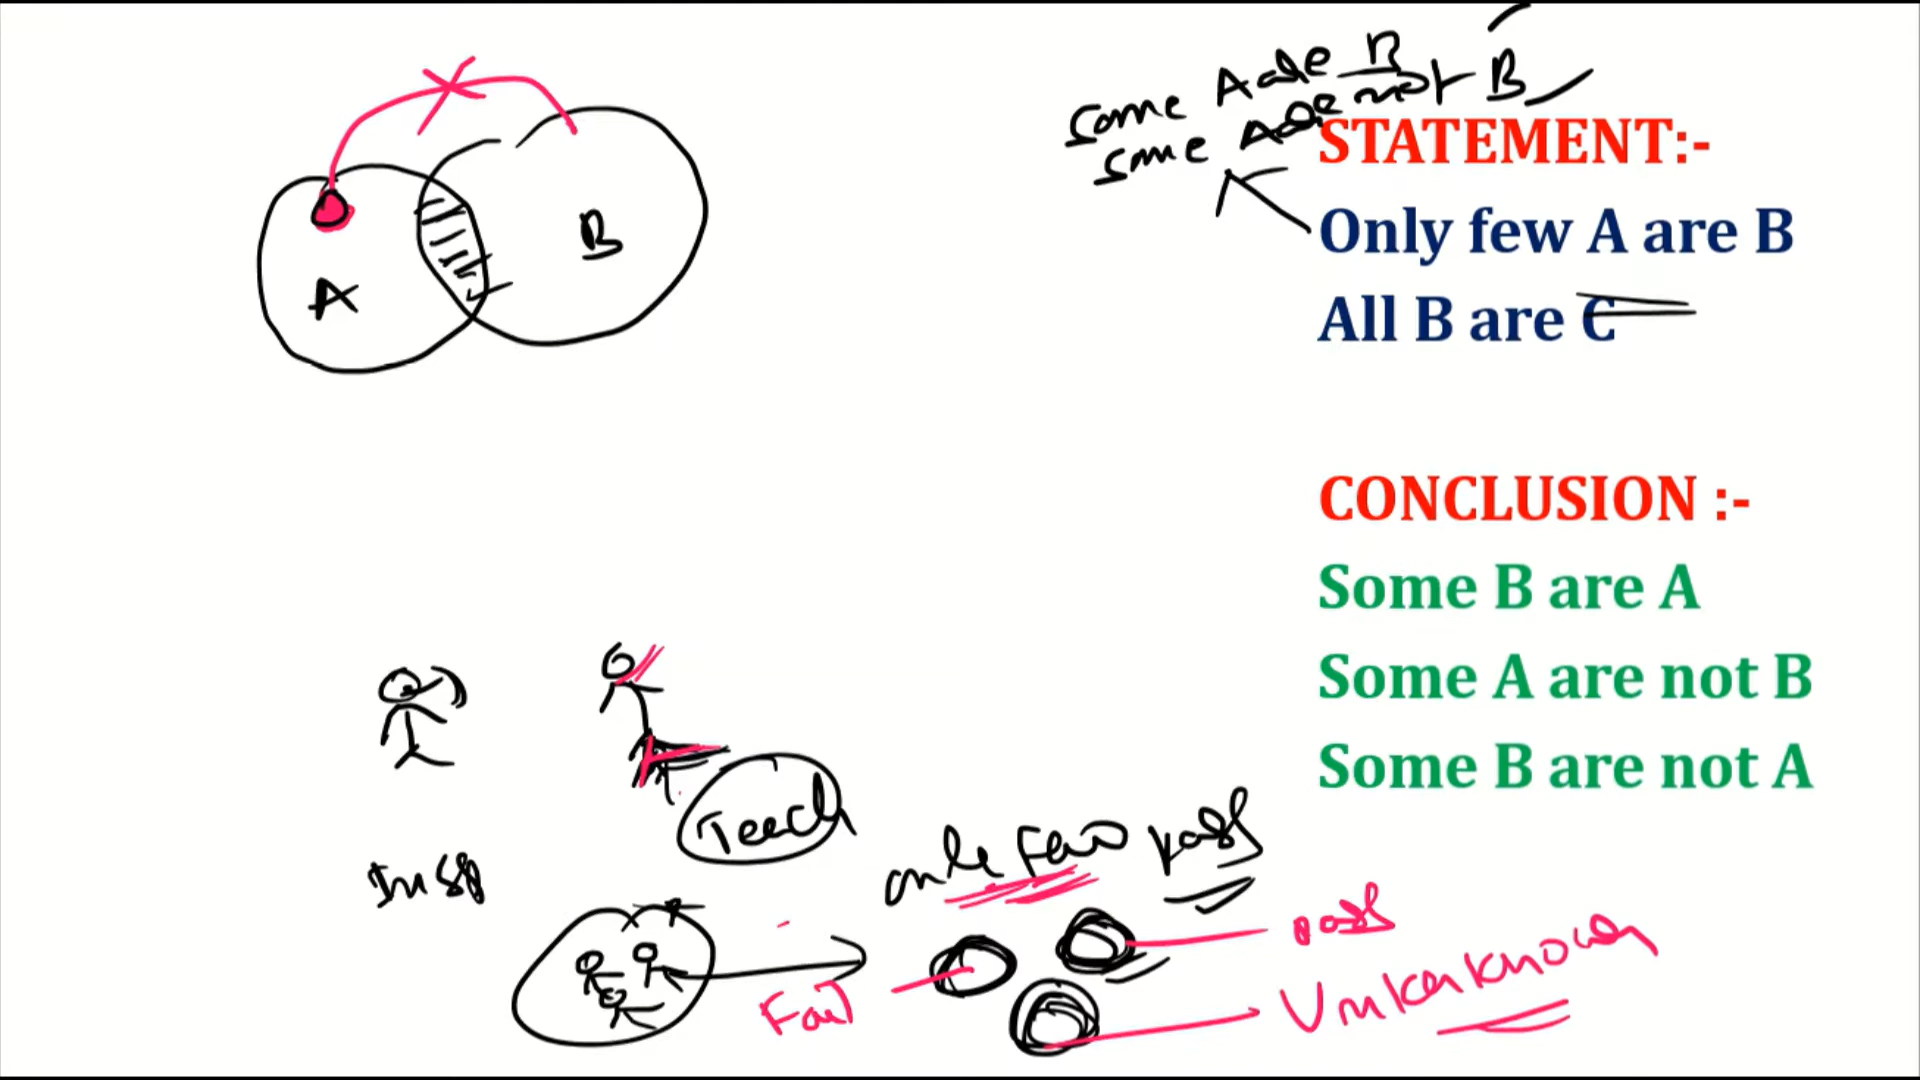 Some A are B
Some A are not B
STATEMENT:-
Only few A are B
All B are C
A
B
CONCLUSION :-
Some B are A
Some A are not B
Some B are not A
Teach
only few pass
Insp
pass
Fail